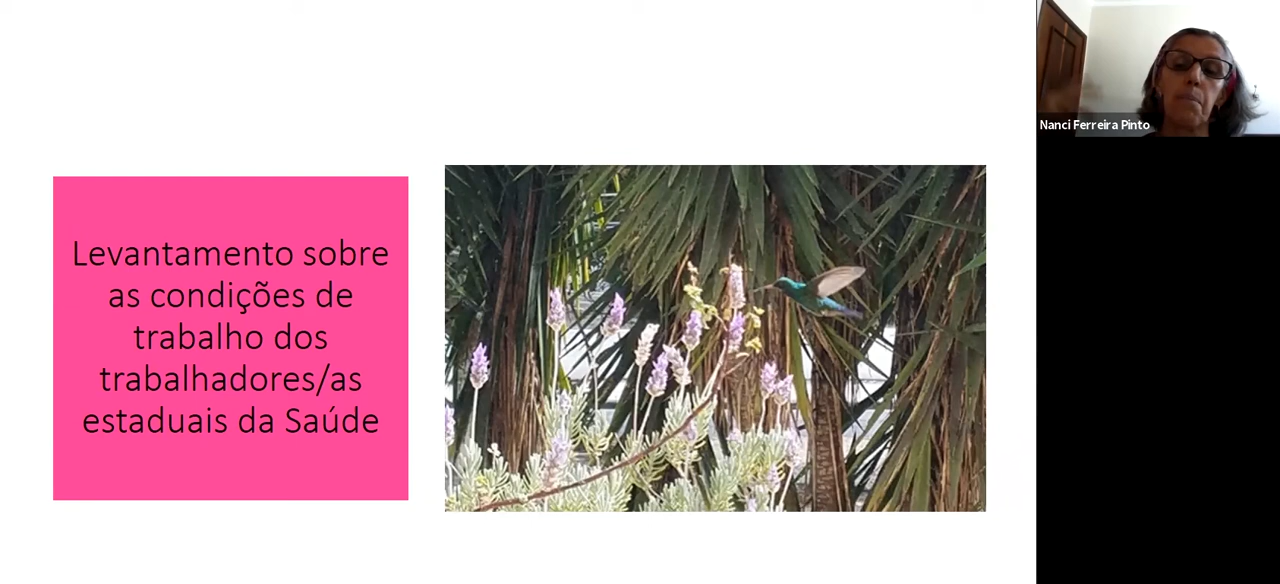 Levantamento sobre
as condições de
trabalho dos
trabalhadores/as
estaduais da Saúde
Nanci Ferreira Pinto